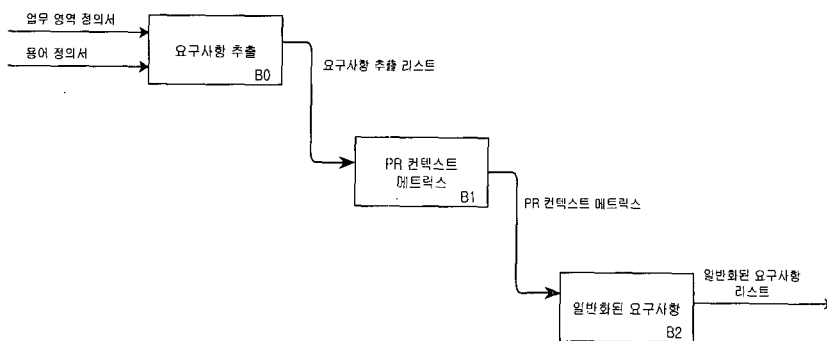 업무 영역 정의서
용어 정의서
요구사항 추출
B0
요구사항 추출 리스트
PR 컨텍스트
메트릭스
B1
PR 컨텍스트 메트릭스
일반화된 요구사항
리스트
일반화된 요구사항
B2